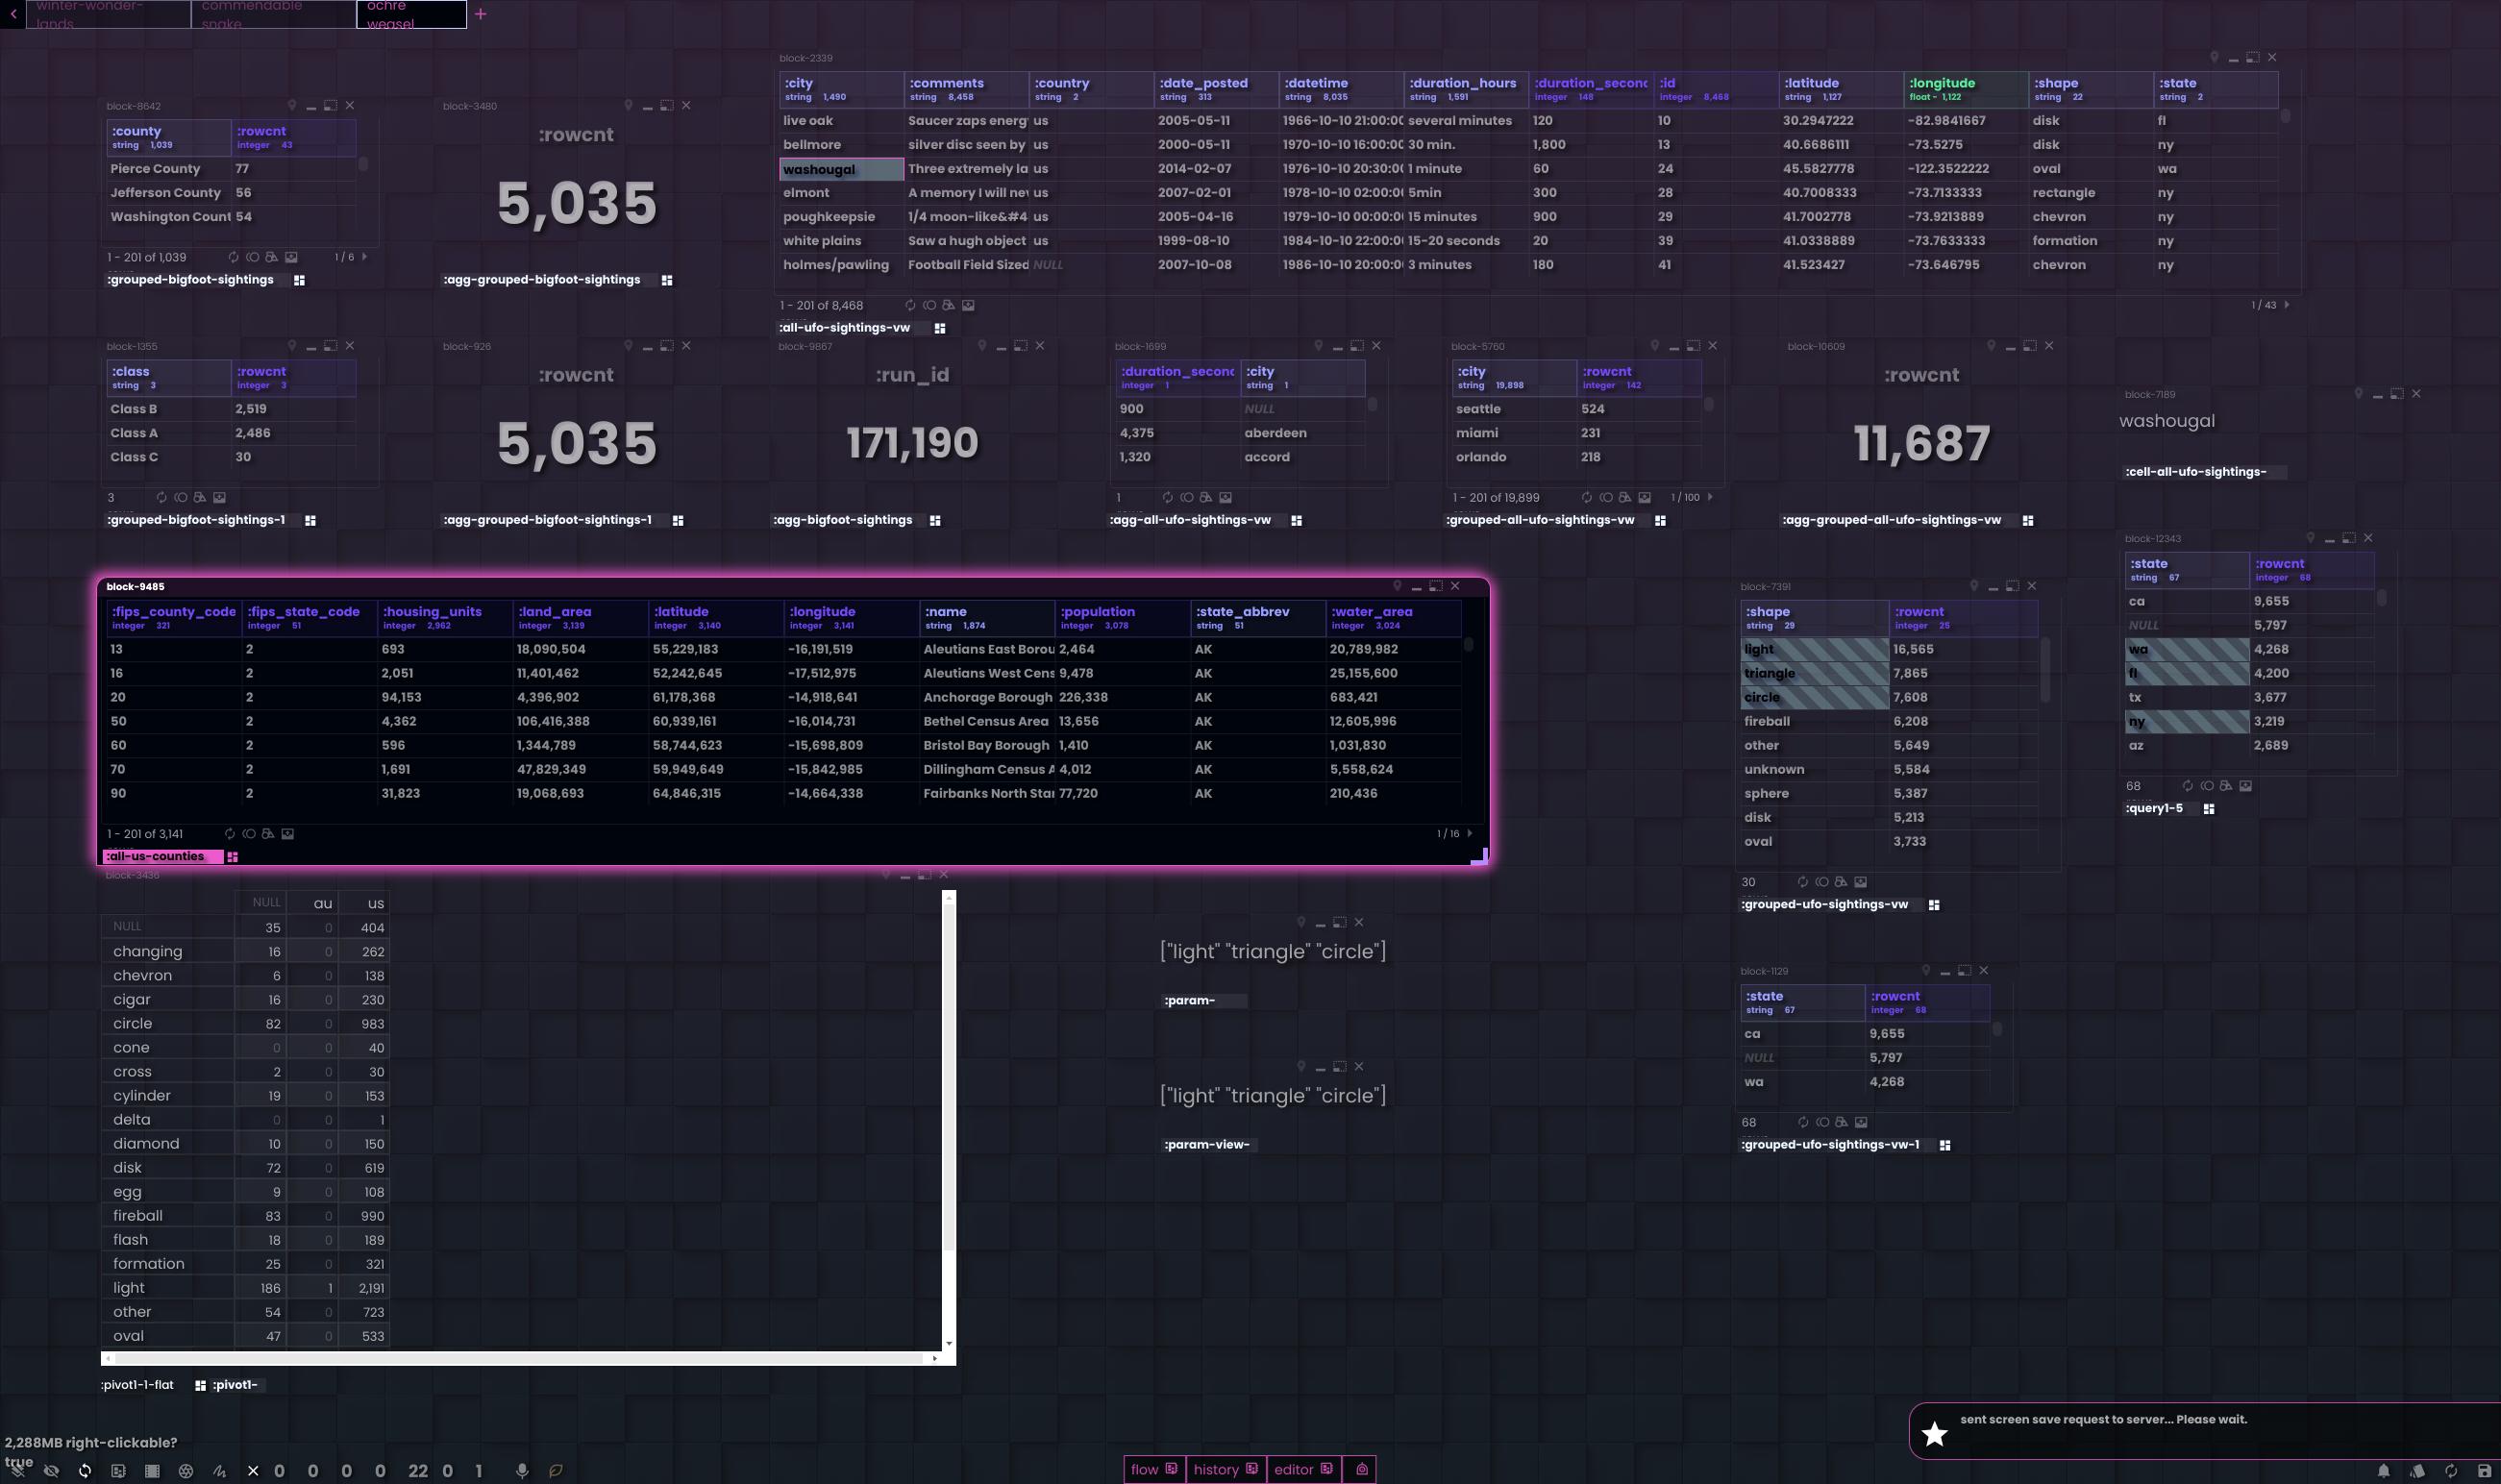 winter-wonder-lands
commendable snake
ochre weasel
block-8642
:county :rowcnt
string 1,039 integer 43
Pierce County 77
Jefferson County 56
Washington Count 54
1 - 201 of 1,039 1 / 6
:grouped-bigfoot-sightings
block-3480
:rowcnt
5,035
:agg-grouped-bigfoot-sightings
block-2339
:city :comments :country :date_posted :datetime :duration_hours :duration_second :id :latitude :longitude :shape :state
string 1,490 string 8,458 string 2 string 313 string 8,035 string 1,591 integer 148 integer 8,468 string 1,127 float - 1,122 string 22 string 2
live oak Saucer zaps energ us 2005-05-11 1966-10-10 21:00:00 several minutes 120 10 30.2947222 -82.9841667 disk fl
bellmore silver disc seen by us 2000-05-11 1970-10-10 16:00:00 30 min. 1,800 13 40.6686111 -73.5275 disk ny
washougal Three extremely la us 2014-02-07 1976-10-10 20:30:00 1 minute 60 24 45.5827778 -122.3522222 oval wa
elmont A memory I will nev us 2007-02-01 1978-10-10 02:00:00 5min 300 28 40.7008333 -73.7133333 rectangle ny
poughkeepsie 1/4 moon-like&#4 us 2005-04-16 1979-10-10 00:00:00 15 minutes 900 29 41.7002778 -73.9213889 chevron ny
white plains Saw a hugh object us 1999-08-10 1984-10-10 22:00:00 15-20 seconds 20 39 41.0338889 -73.7633333 formation ny
holmes/pawling Football Field Sized NULL 2007-10-08 1986-10-10 20:00:00 3 minutes 180 41 41.523427 -73.646795 chevron ny
1 - 201 of 8,468 1 / 43
:all-ufo-sightings-vw
block-1355
:class :rowcnt
string 3 integer 3
Class B 2,519
Class A 2,486
Class C 30
3
:grouped-bigfoot-sightings-1
block-926
:rowcnt
5,035
:agg-grouped-bigfoot-sightings-1
block-9867
:run_id
171,190
:agg-bigfoot-sightings
block-1699
:duration_second :city
integer 1 string 1
900 NULL
4,375 aberdeen
1,320 accord
1
:agg-all-ufo-sightings-vw
block-5760
:city :rowcnt
string 19,898 integer 142
seattle 524
miami 231
orlando 218
1 - 201 of 19,899 1 / 100
:grouped-all-ufo-sightings-vw
block-10609
:rowcnt
11,687
:agg-grouped-all-ufo-sightings-vw
block-7189
washougal
:cell-all-ufo-sightings-
block-9485
:fips_county_code :fips_state_code :housing_units :land_area :latitude :longitude :name :population :state_abbrev :water_area
integer 321 integer 51 integer 2,962 integer 3,139 integer 3,140 integer 3,141 string 1,874 integer 3,078 string 51 integer 3,024
13 2 693 18,090,504 55,229,183 -16,191,519 Aleutians East Borou 2,464 AK 20,789,982
16 2 2,051 11,401,462 52,242,645 -17,512,975 Aleutians West Cens 9,478 AK 25,155,600
20 2 94,153 4,396,902 61,178,368 -14,918,641 Anchorage Borough 226,338 AK 683,421
50 2 4,362 106,416,388 60,939,161 -16,014,731 Bethel Census Area 13,656 AK 12,605,996
60 2 596 1,344,789 58,744,623 -15,698,809 Bristol Bay Borough 1,410 AK 1,031,830
70 2 1,691 47,829,349 59,949,649 -15,842,985 Dillingham Census A 4,012 AK 5,558,624
90 2 31,823 19,068,693 64,846,315 -14,664,338 Fairbanks North Star 77,720 AK 210,436
1 - 201 of 3,141 1 / 16
:all-us-counties
block-7391
:shape :rowcnt
string 29 integer 25
light 16,565
triangle 7,865
circle 7,608
fireball 6,208
other 5,649
unknown 5,584
sphere 5,387
disk 5,213
oval 3,733
30
:grouped-ufo-sightings-vw
block-12343
:state :rowcnt
string 67 integer 68
ca 9,655
NULL 5,797
wa 4,268
fl 4,200
tx 3,677
ny 3,219
az 2,689
68
:query1-5
block-3436
NULL au us
NULL 35 0 404
changing 16 0 262
chevron 6 0 138
cigar 16 0 230
circle 82 0 983
cone 0 0 40
cross 2 0 30
cylinder 19 0 153
delta 0 0 1
diamond 10 0 150
disk 72 0 619
egg 9 0 108
fireball 83 0 990
flash 18 0 189
formation 25 0 321
light 186 1 2,191
other 54 0 723
oval 47 0 533
:pivot1-1-flat :pivot1-
["light" "triangle" "circle"]
:param-
["light" "triangle" "circle"]
:param-view-
block-1129
:state :rowcnt
string 67 integer 68
ca 9,655
NULL 5,797
wa 4,268
68
:grouped-ufo-sightings-vw-1
sent screen save request to server... Please wait.
2,288MB right-clickable?
true
0 0 0 0 22 0 1
flow history editor